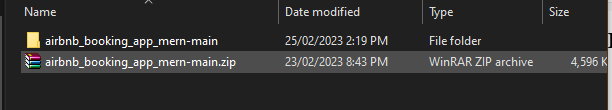 Name Date modified Type Size
airbnb_booking_app_mern-main 25/02/2023 2:19 PM File folder
airbnb_booking_app_mern-main.zip 23/02/2023 8:43 PM WinRAR ZIP archive 4,596 K